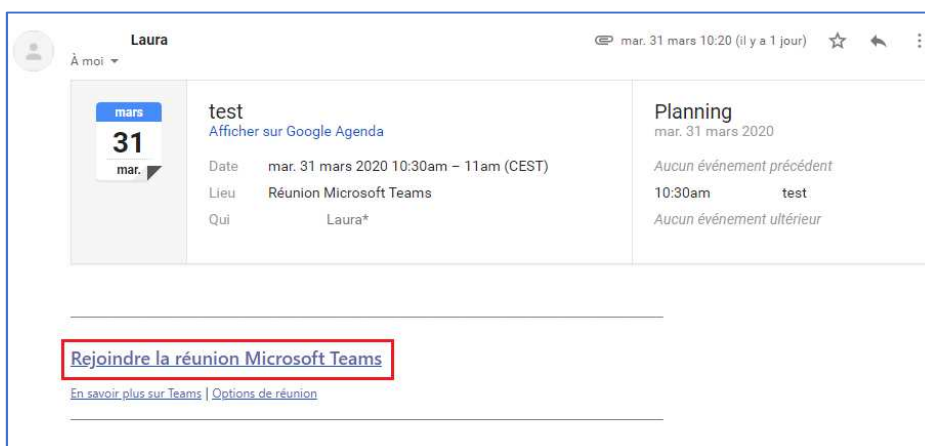 Laura
mar. 31 mars 10:20 (il y a 1 jour)
À moi
mars
31
mar.
test
Afficher sur Google Agenda
Date mar. 31 mars 2020 10:30am – 11am (CEST)
Lieu Réunion Microsoft Teams
Qui Laura*
Planning
mar. 31 mars 2020
Aucun événement précédent
10:30am test
Aucun événement ultérieur
Rejoindre la réunion Microsoft Teams
En savoir plus sur Teams | Options de réunion